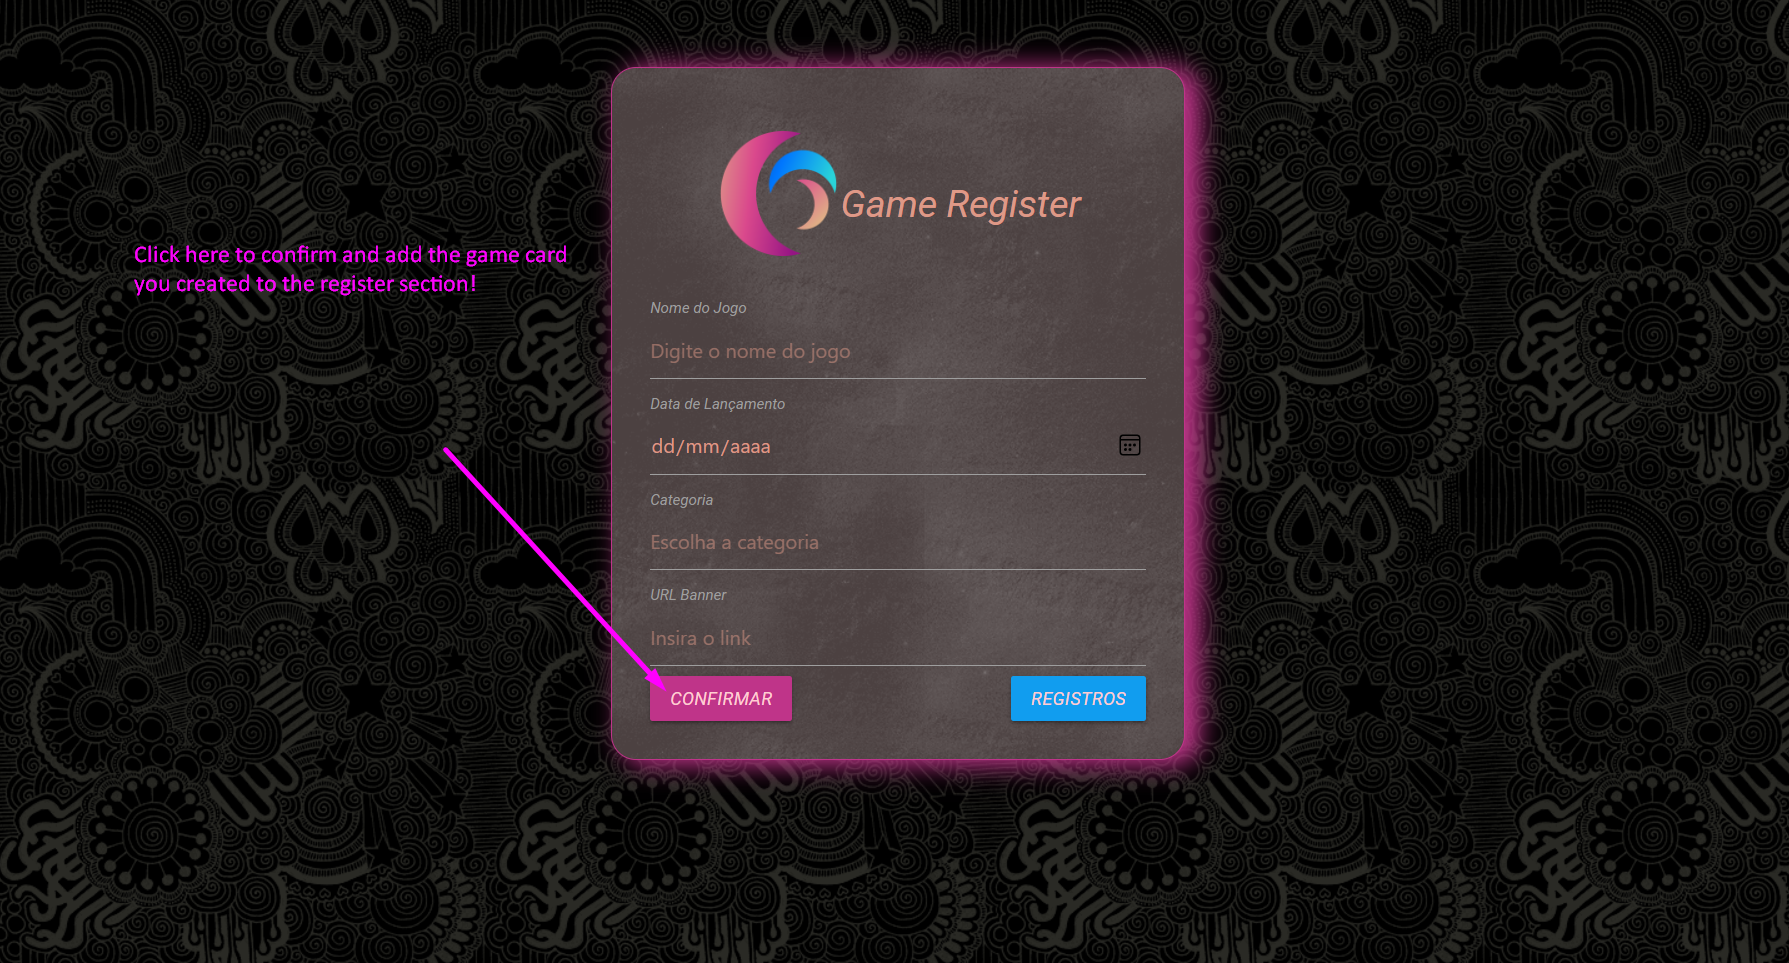 Game Register
Click here to confirm and add the game card
you created to the register section!
Nome do Jogo
Digite o nome do jogo
Data de Lançamento
dd/mm/aaaa
Categoria
Escolha a categoria
URL Banner
Insira o link
CONFIRMAR
REGISTROS